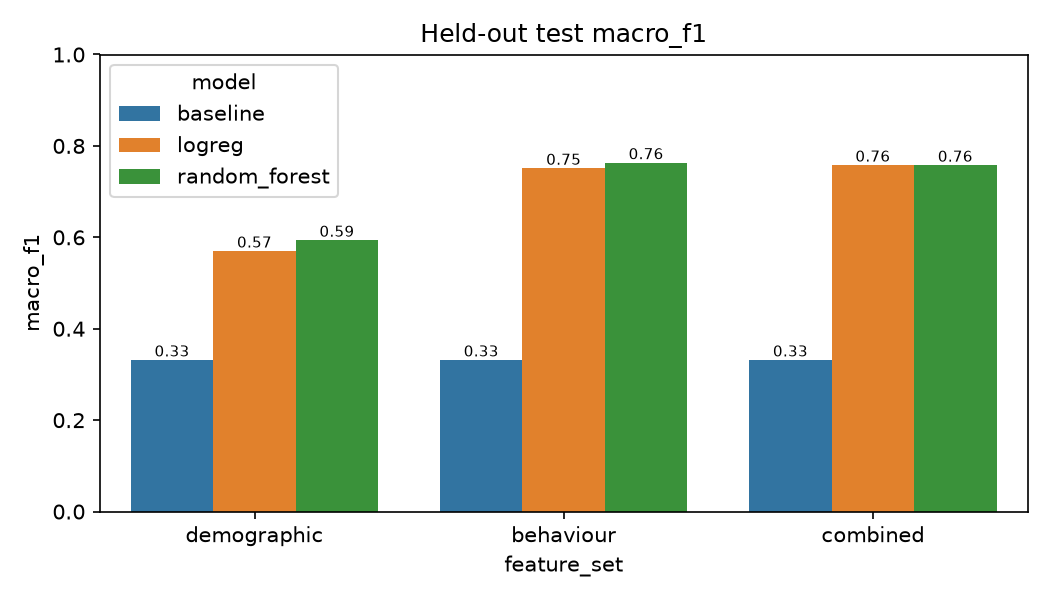 Held-out test macro_f1
model
baseline
logreg
random_forest
macro_f1
1.0
0.8
0.6
0.4
0.2
0.0
0.33
0.57
0.59
0.33
0.75
0.76
0.33
0.76
0.76
demographic
behaviour
combined
feature_set